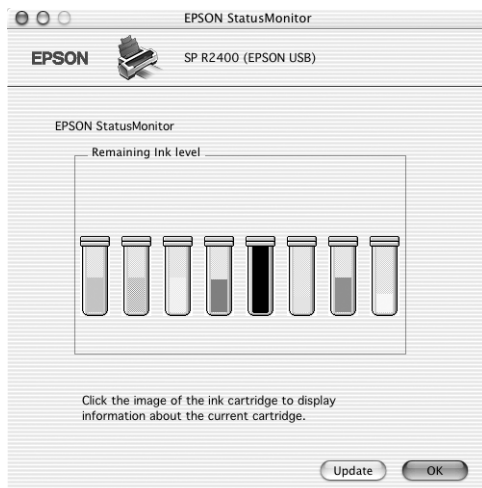 EPSON StatusMonitor
EPSON
SP R2400 (EPSON USB)
EPSON StatusMonitor
Remaining Ink level
Click the image of the ink cartridge to display
information about the current cartridge.
Update
OK